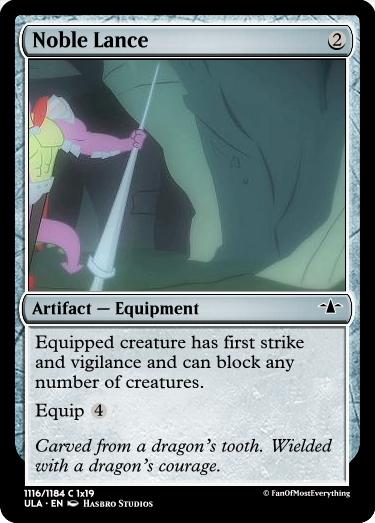 Noble Lance 2
Artifact — Equipment
Equipped creature has first strike
and vigilance and can block any
number of creatures.
Equip 4
Carved from a dragon's tooth. Wielded
with a dragon's courage.
1116/1184 C 1x19
ULA • EN Hasbro Studios
© FanOfMostEverything